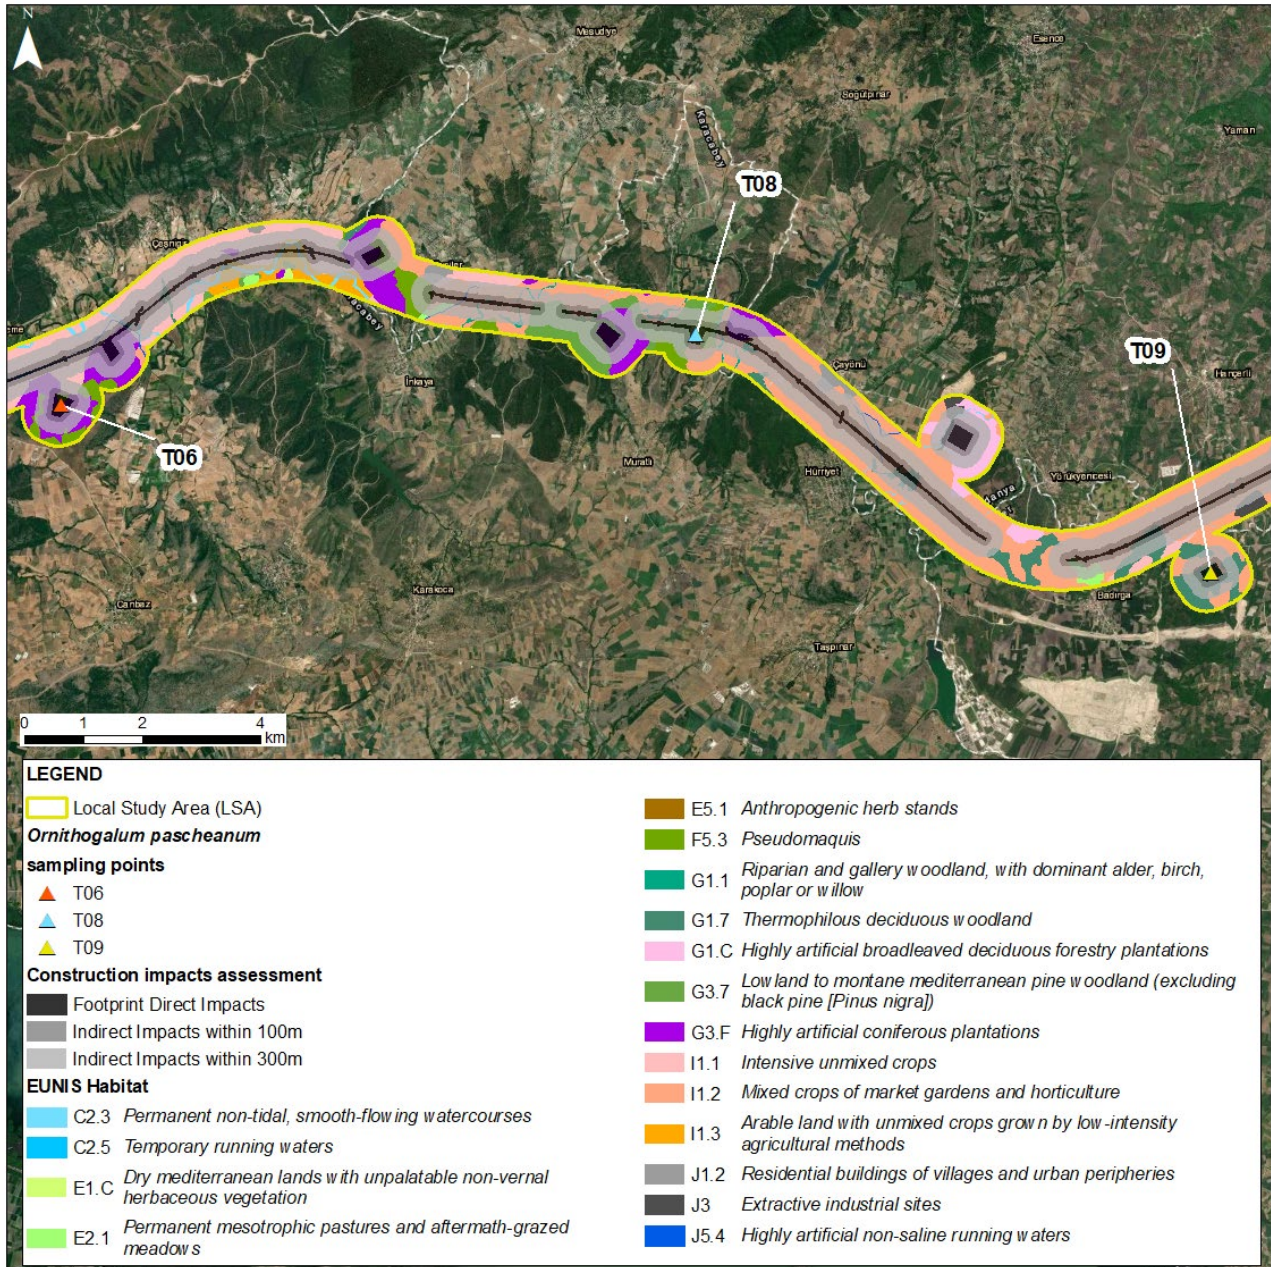 N
Mesudiye
Esence
Söğütpınar
Yaman
Karacabey
T08
T09
Çayönü
Hançerli
İnkaya
T06
Muratlı
Hürriyet
Yörükyencesi
Karakoca
Canbaz
Badırga
Taşpınar
0 1 2 4
km
LEGEND
Local Study Area (LSA)
Ornithogalum pascheanum
sampling points
T06
T08
T09
Construction impacts assessment
Footprint Direct Impacts
Indirect Impacts within 100m
Indirect Impacts within 300m
EUNIS Habitat
C2.3 Permanent non-tidal, smooth-flowing watercourses
C2.5 Temporary running waters
E1.C Dry mediterranean lands with unpalatable non-vernal
herbaceous vegetation
E2.1 Permanent mesotrophic pastures and aftermath-grazed
meadows
E5.1 Anthropogenic herb stands
F5.3 Pseudomaquis
G1.1 Riparian and gallery woodland, with dominant alder, birch,
poplar or willow
G1.7 Thermophilous deciduous woodland
G1.C Highly artificial broadleaved deciduous forestry plantations
G3.7 Lowland to montane mediterranean pine woodland (excluding
black pine [Pinus nigra])
G3.F Highly artificial coniferous plantations
I1.1 Intensive unmixed crops
I1.2 Mixed crops of market gardens and horticulture
I1.3 Arable land with unmixed crops grown by low-intensity
agricultural methods
J1.2 Residential buildings of villages and urban peripheries
J3 Extractive industrial sites
J5.4 Highly artificial non-saline running waters